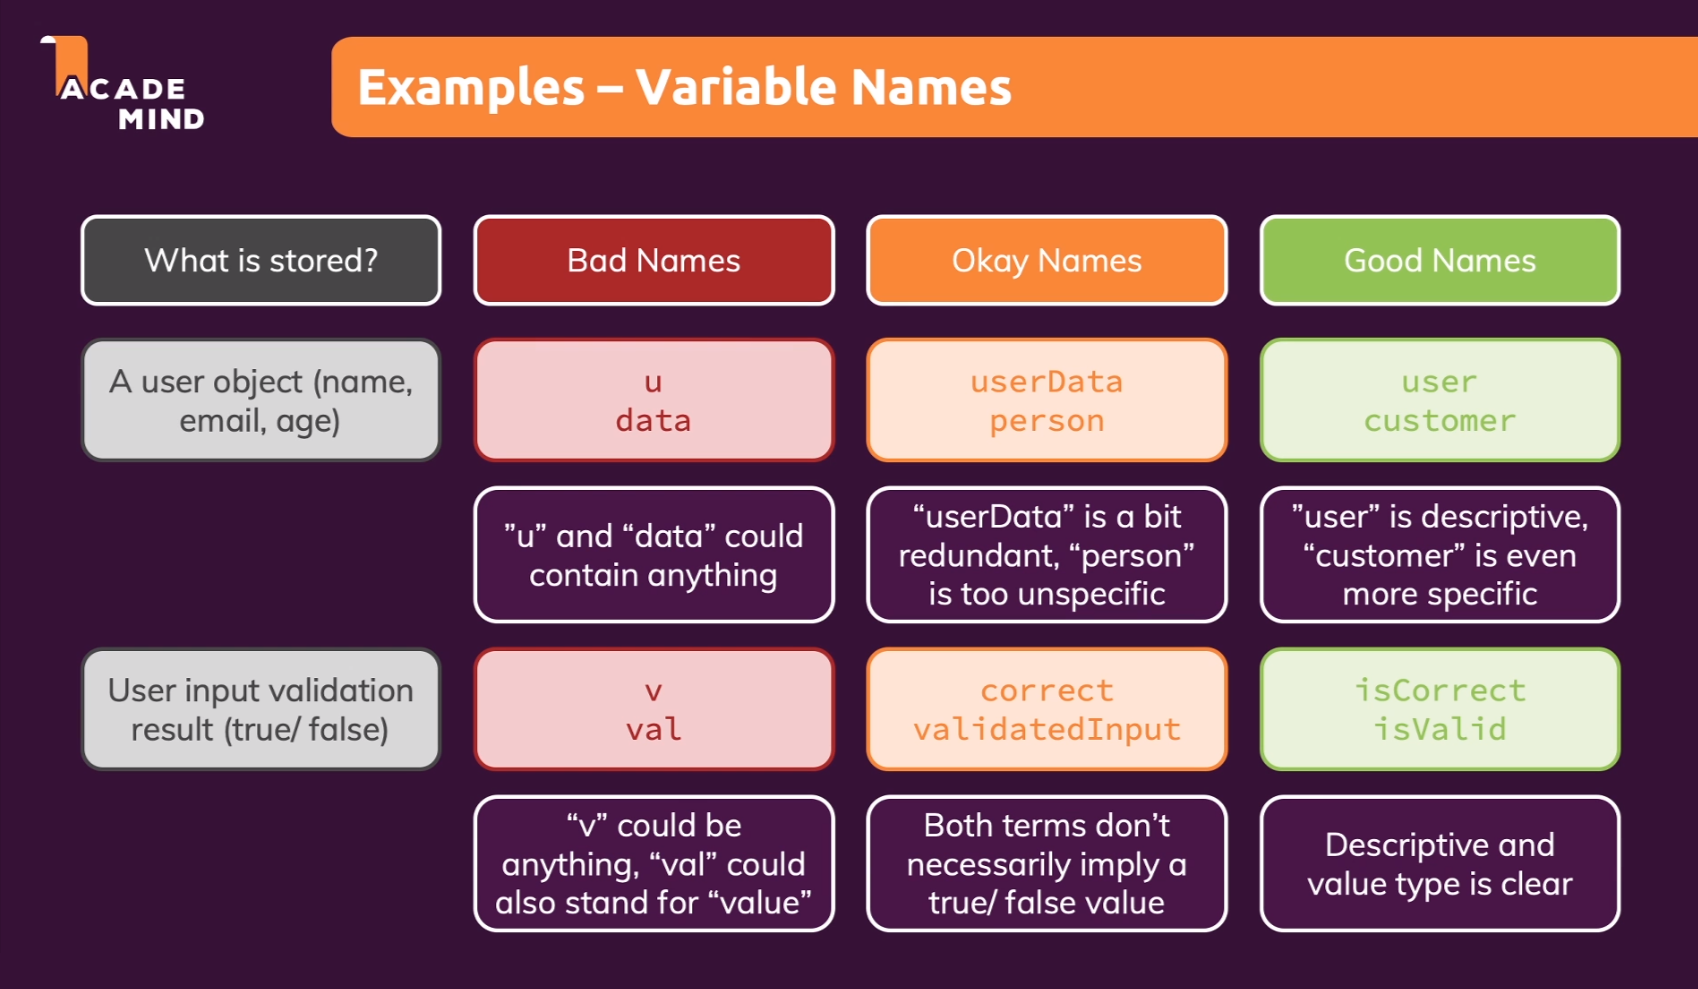 ACADE
MIND
Examples – Variable Names
What is stored?
Bad Names
Okay Names
Good Names
A user object (name,
email, age)
u
data
userData
person
user
customer
”u” and “data” could
contain anything
“userData” is a bit
redundant, “person”
is too unspecific
”user” is descriptive,
“customer” is even
more specific
User input validation
result (true/ false)
v
val
correct
validatedInput
isCorrect
isValid
“v” could be
anything, “val” could
also stand for “value”
Both terms don’t
necessarily imply a
true/ false value
Descriptive and
value type is clear